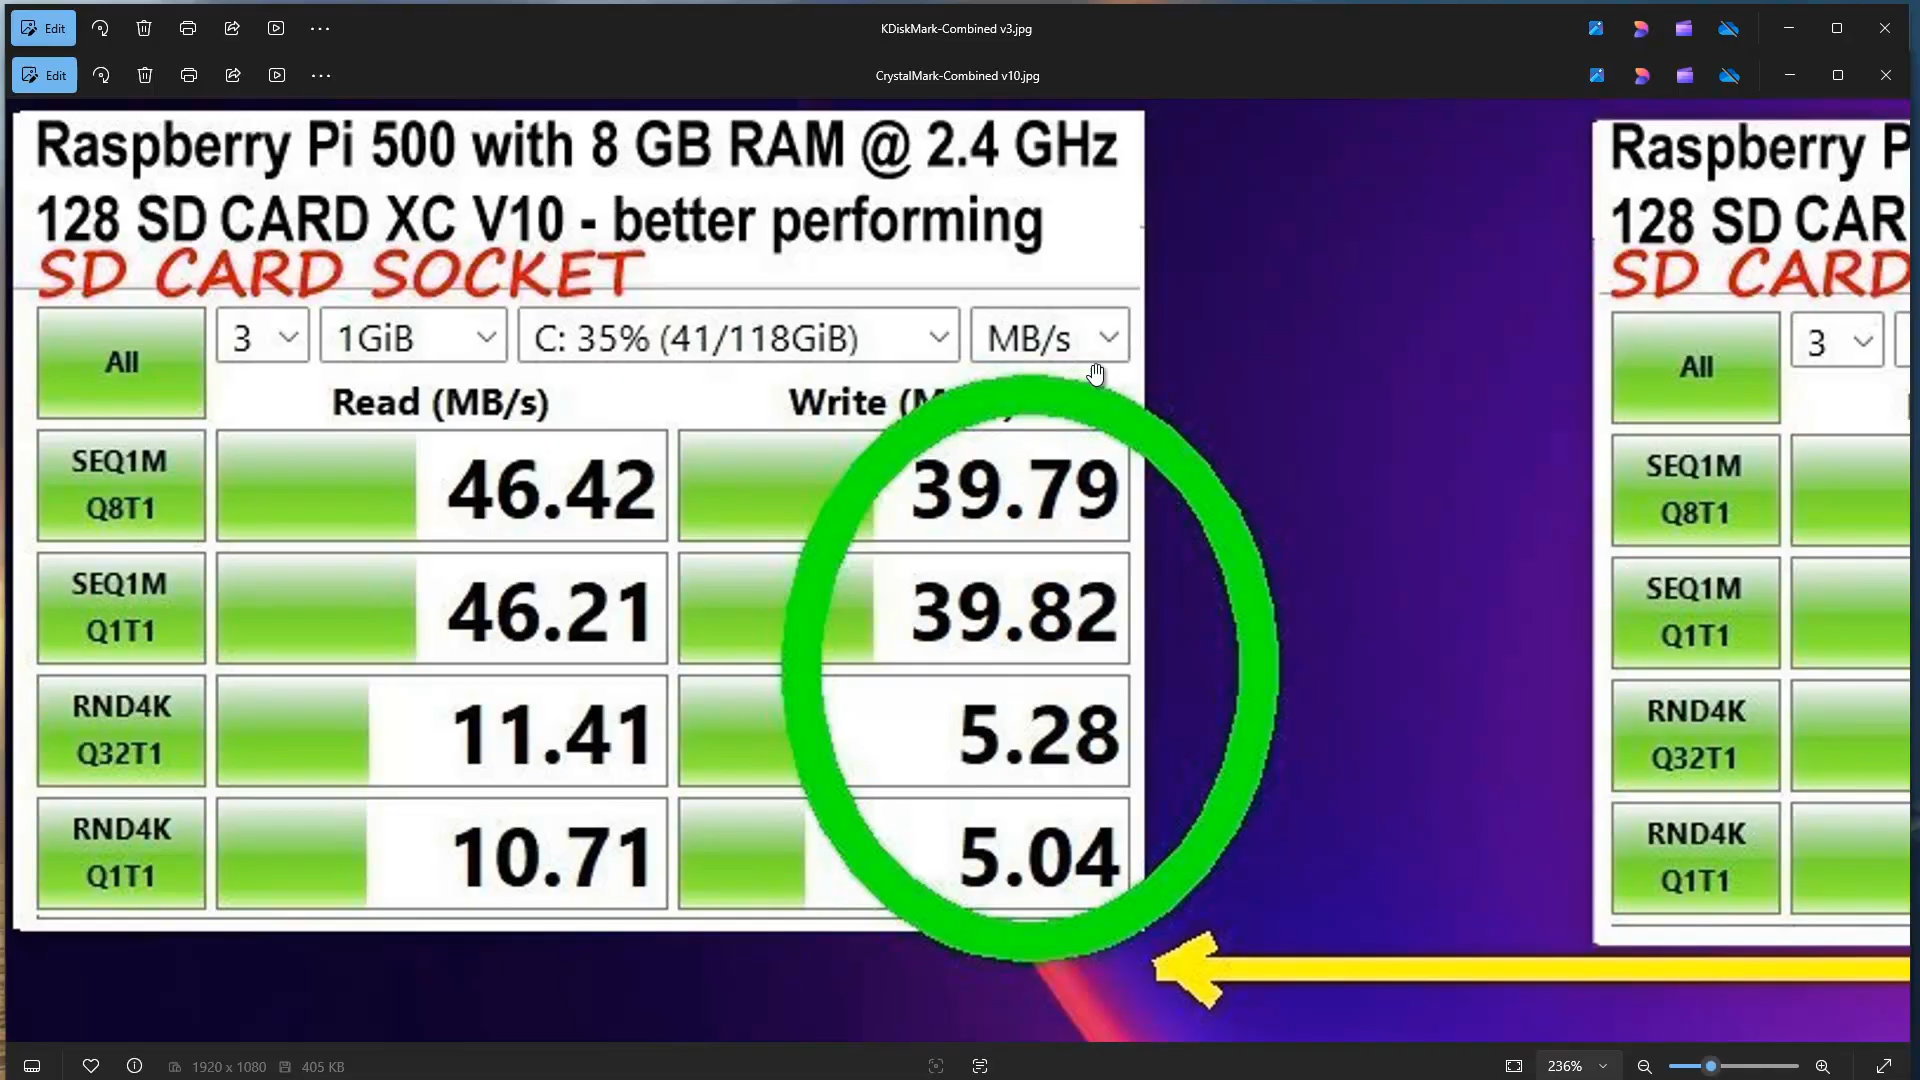 Edit
KDiskMark-Combined v3.jpg
Edit
CrystalMark-Combined v10.jpg
Raspberry Pi 500 with 8 GB RAM @ 2.4 GHz
128 SD CARD XC V10 - better performing
SD CARD SOCKET
All 3 1GiB C: 35% (41/118GiB) MB/s
Read (MB/s) Write
SEQ1M
Q8T1
46.42 39.79
SEQ1M
Q1T1
46.21 39.82
RND4K
Q32T1
11.41 5.28
RND4K
Q1T1
10.71 5.04
Raspberry P
128 SD CAR
SD CARD
All 3
SEQ1M
Q8T1
SEQ1M
Q1T1
RND4K
Q32T1
RND4K
Q1T1
1920 x 1080 405 KB 236%